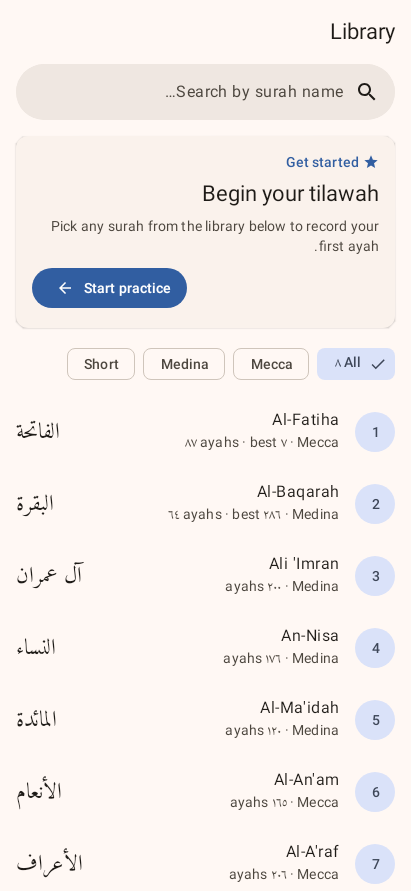 Library
Search by surah name...
Get started
Begin your tilawah
Pick any surah from the library below to record your
first ayah.
Start practice
All ٨
Mecca
Medina
Short
1
Al-Fatiha
Mecca · ٧ ayahs · best ٨٧
الفاتحة
2
Al-Baqarah
Medina · ٢٨٦ ayahs · best ٦٤
البقرة
3
Ali 'Imran
Medina · ٢٠٠ ayahs
آل عمران
4
An-Nisa
Medina · ١٧٦ ayahs
النساء
5
Al-Ma'idah
Medina · ١٢٠ ayahs
المائدة
6
Al-An'am
Mecca · ١٦٥ ayahs
الأنعام
7
Al-A'raf
Mecca · ٢٠٦ ayahs
الأعراف